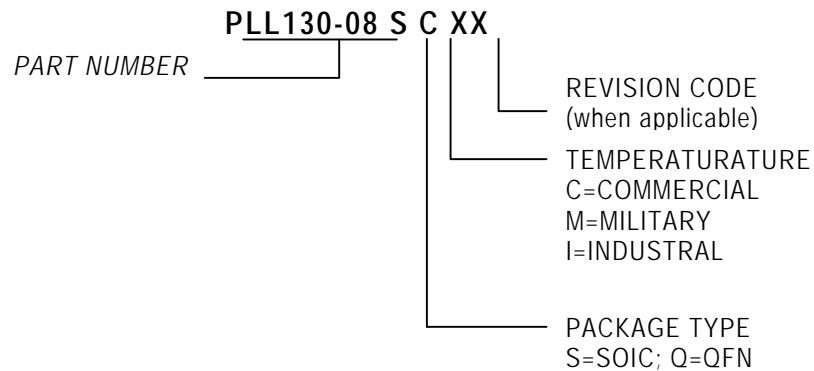 PLL130-08 S C XX
PART NUMBER
REVISION CODE
(when applicable)
TEMPERATURATURE
C=COMMERCIAL
M=MILITARY
I=INDUSTRAL
PACKAGE TYPE
S=SOIC; Q=QFN